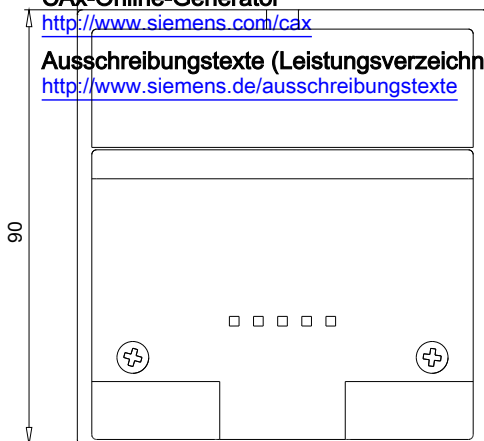 CAx-Online-Generator
http://www.siemens.com/cax
Ausschreibungstexte (Leistungsverzeichn
http://www.siemens.de/ausschreibungstexte
90